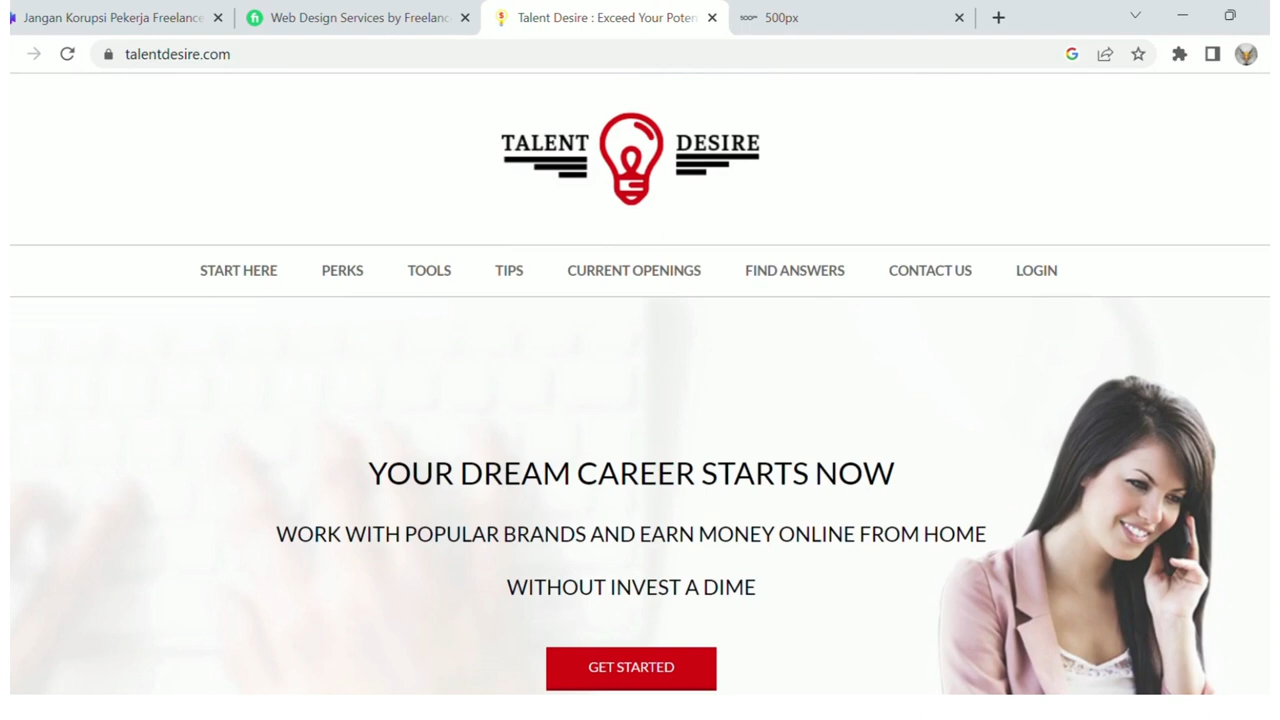 Jangan Korupsi Pekerja Freelance
Web Design Services by Freelanc
Talent Desire : Exceed Your Poten
500px
talentdesire.com
TALENT DESIRE
START HERE PERKS TOOLS TIPS CURRENT OPENINGS FIND ANSWERS CONTACT US LOGIN
YOUR DREAM CAREER STARTS NOW
WORK WITH POPULAR BRANDS AND EARN MONEY ONLINE FROM HOME
WITHOUT INVEST A DIME
GET STARTED